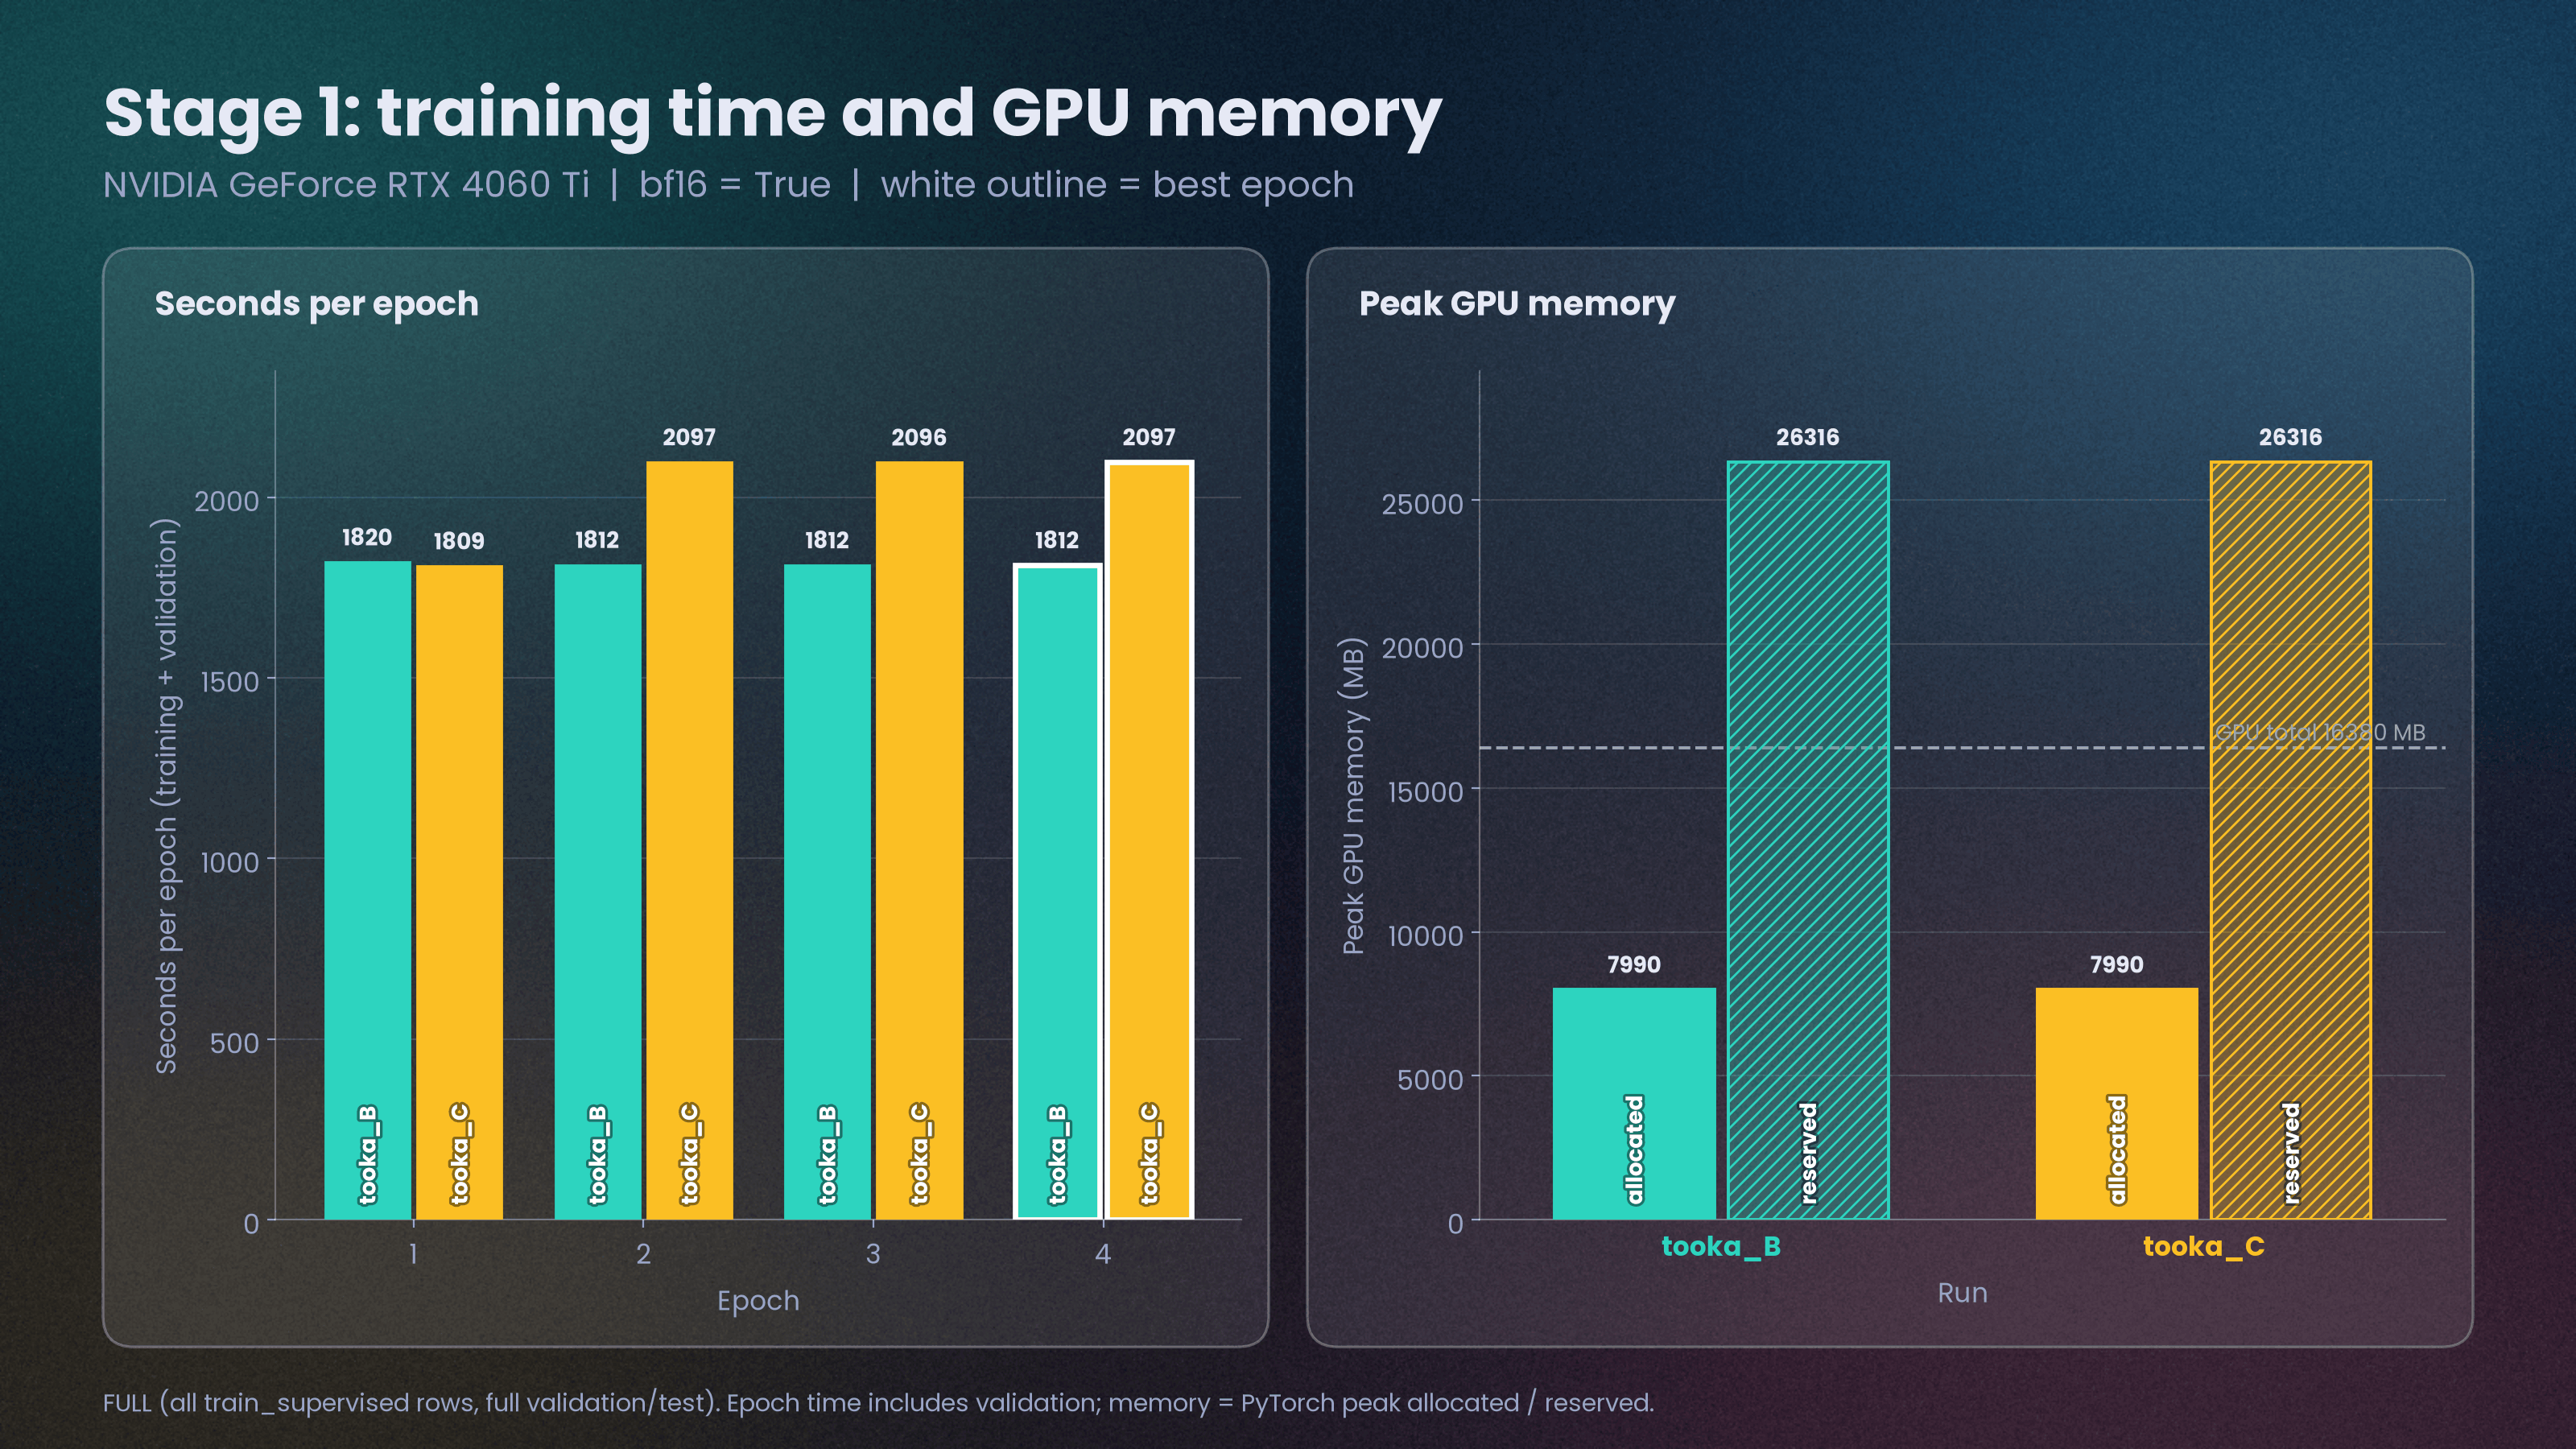 Stage 1: training time and GPU memory
NVIDIA GeForce RTX 4060 Ti | bf16 = True | white outline = best epoch
Seconds per epoch
Seconds per epoch (training + validation)
2000
1500
1000
500
0
1820
1809
1812
2097
1812
2096
1812
2097
tooka_B
tooka_C
tooka_B
tooka_C
tooka_B
tooka_C
tooka_B
tooka_C
1
2
3
4
Epoch
Peak GPU memory
Peak GPU memory (MB)
25000
20000
15000
10000
5000
0
7990
26316
7990
26316
GPU total 16380 MB
allocated
reserved
allocated
reserved
tooka_B
tooka_C
Run
FULL (all train_supervised rows, full validation/test). Epoch time includes validation; memory = PyTorch peak allocated / reserved.